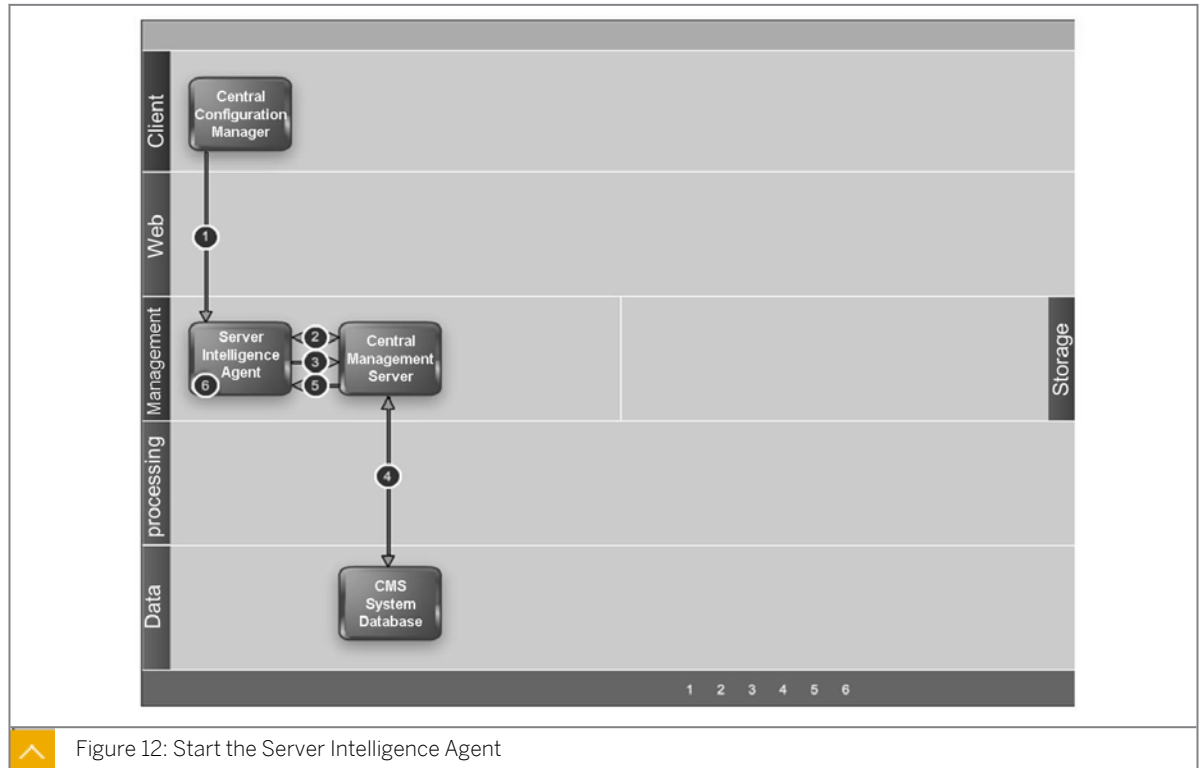 Client
Central
Configuration
Manager
Web
1
Management
Server
Intelligence
Agent
6
2
3
5
Central
Management
Server
Storage
processing
4
Data
CMS
System
Database
1 2 3 4 5 6
Figure 12: Start the Server Intelligence Agent